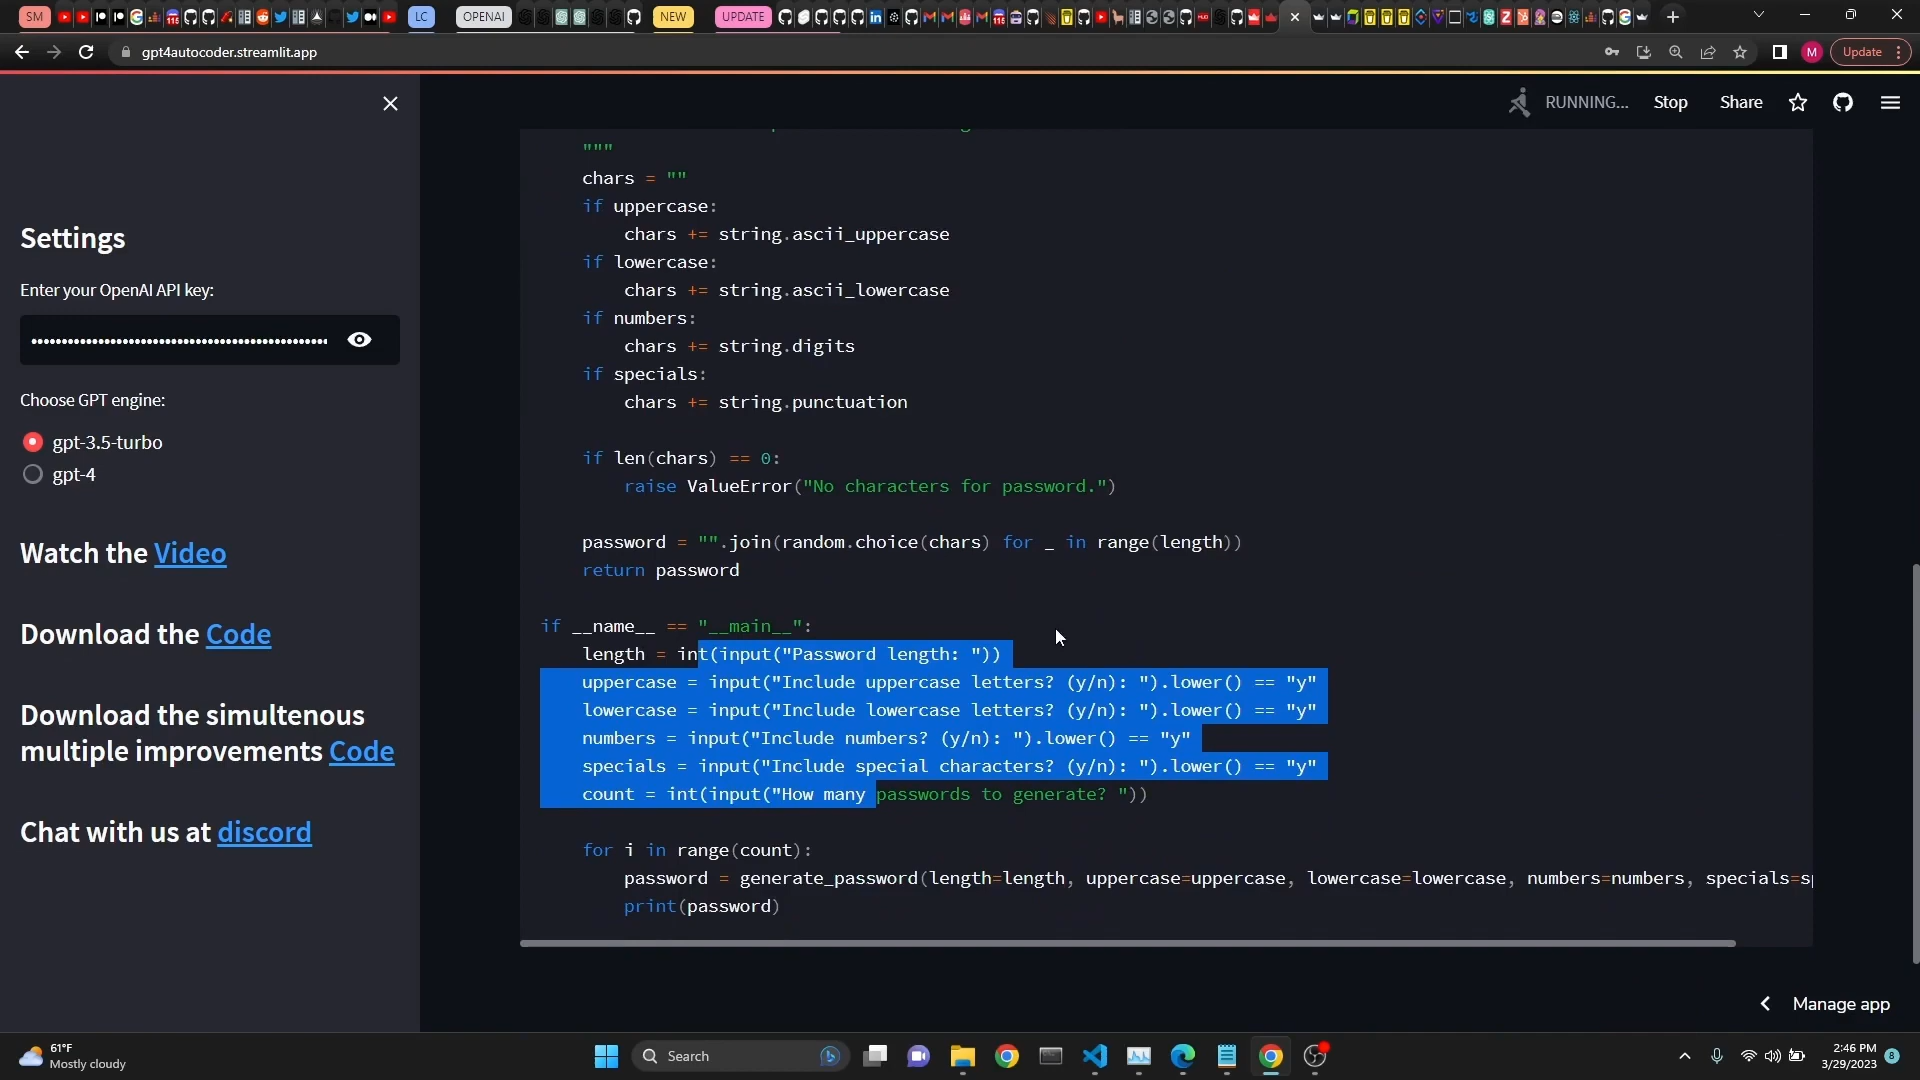 SM
LC
OPENAI
NEW
UPDATE
gpt4autocoder.streamlit.app
M
Update
RUNNING...
Stop
Share
Settings
Enter your OpenAI API key:
Choose GPT engine:
gpt-3.5-turbo
gpt-4
Watch the Video
Download the Code
Download the simultenous
multiple improvements Code
Chat with us at discord
"""
chars = ""
if uppercase:
chars += string.ascii_uppercase
if lowercase:
chars += string.ascii_lowercase
if numbers:
chars += string.digits
if specials:
chars += string.punctuation
if len(chars) == 0:
raise ValueError("No characters for password.")
password = "".join(random.choice(chars) for _ in range(length))
return password
if __name__ == "__main__":
length = int(input("Password length: "))
uppercase = input("Include uppercase letters? (y/n): ").lower() == "y"
lowercase = input("Include lowercase letters? (y/n): ").lower() == "y"
numbers = input("Include numbers? (y/n): ").lower() == "y"
specials = input("Include special characters? (y/n): ").lower() == "y"
count = int(input("How many passwords to generate? "))
for i in range(count):
password = generate_password(length=length, uppercase=uppercase, lowercase=lowercase, numbers=numbers, specials=sp
print(password)
Manage app
61°F
Mostly cloudy
Search
2:46 PM
3/29/2023
8